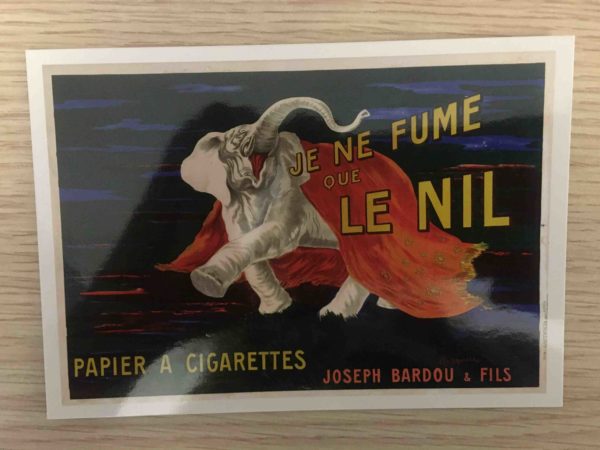 JE NE FUME
QUE
LE NIL
PAPIER A CIGARETTES
JOSEPH BARDOU & FILS